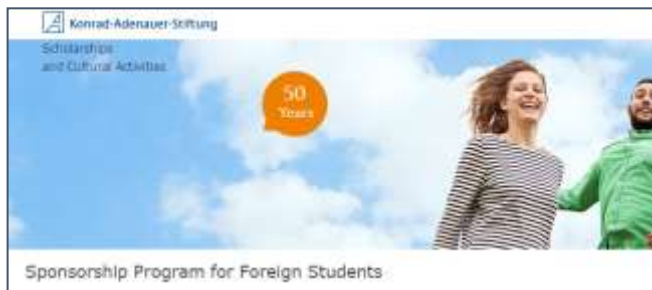 Konrad-Adenauer-Stiftung
Scholarships
and Cultural Activities
50
Years
Sponsorship Program for Foreign Students